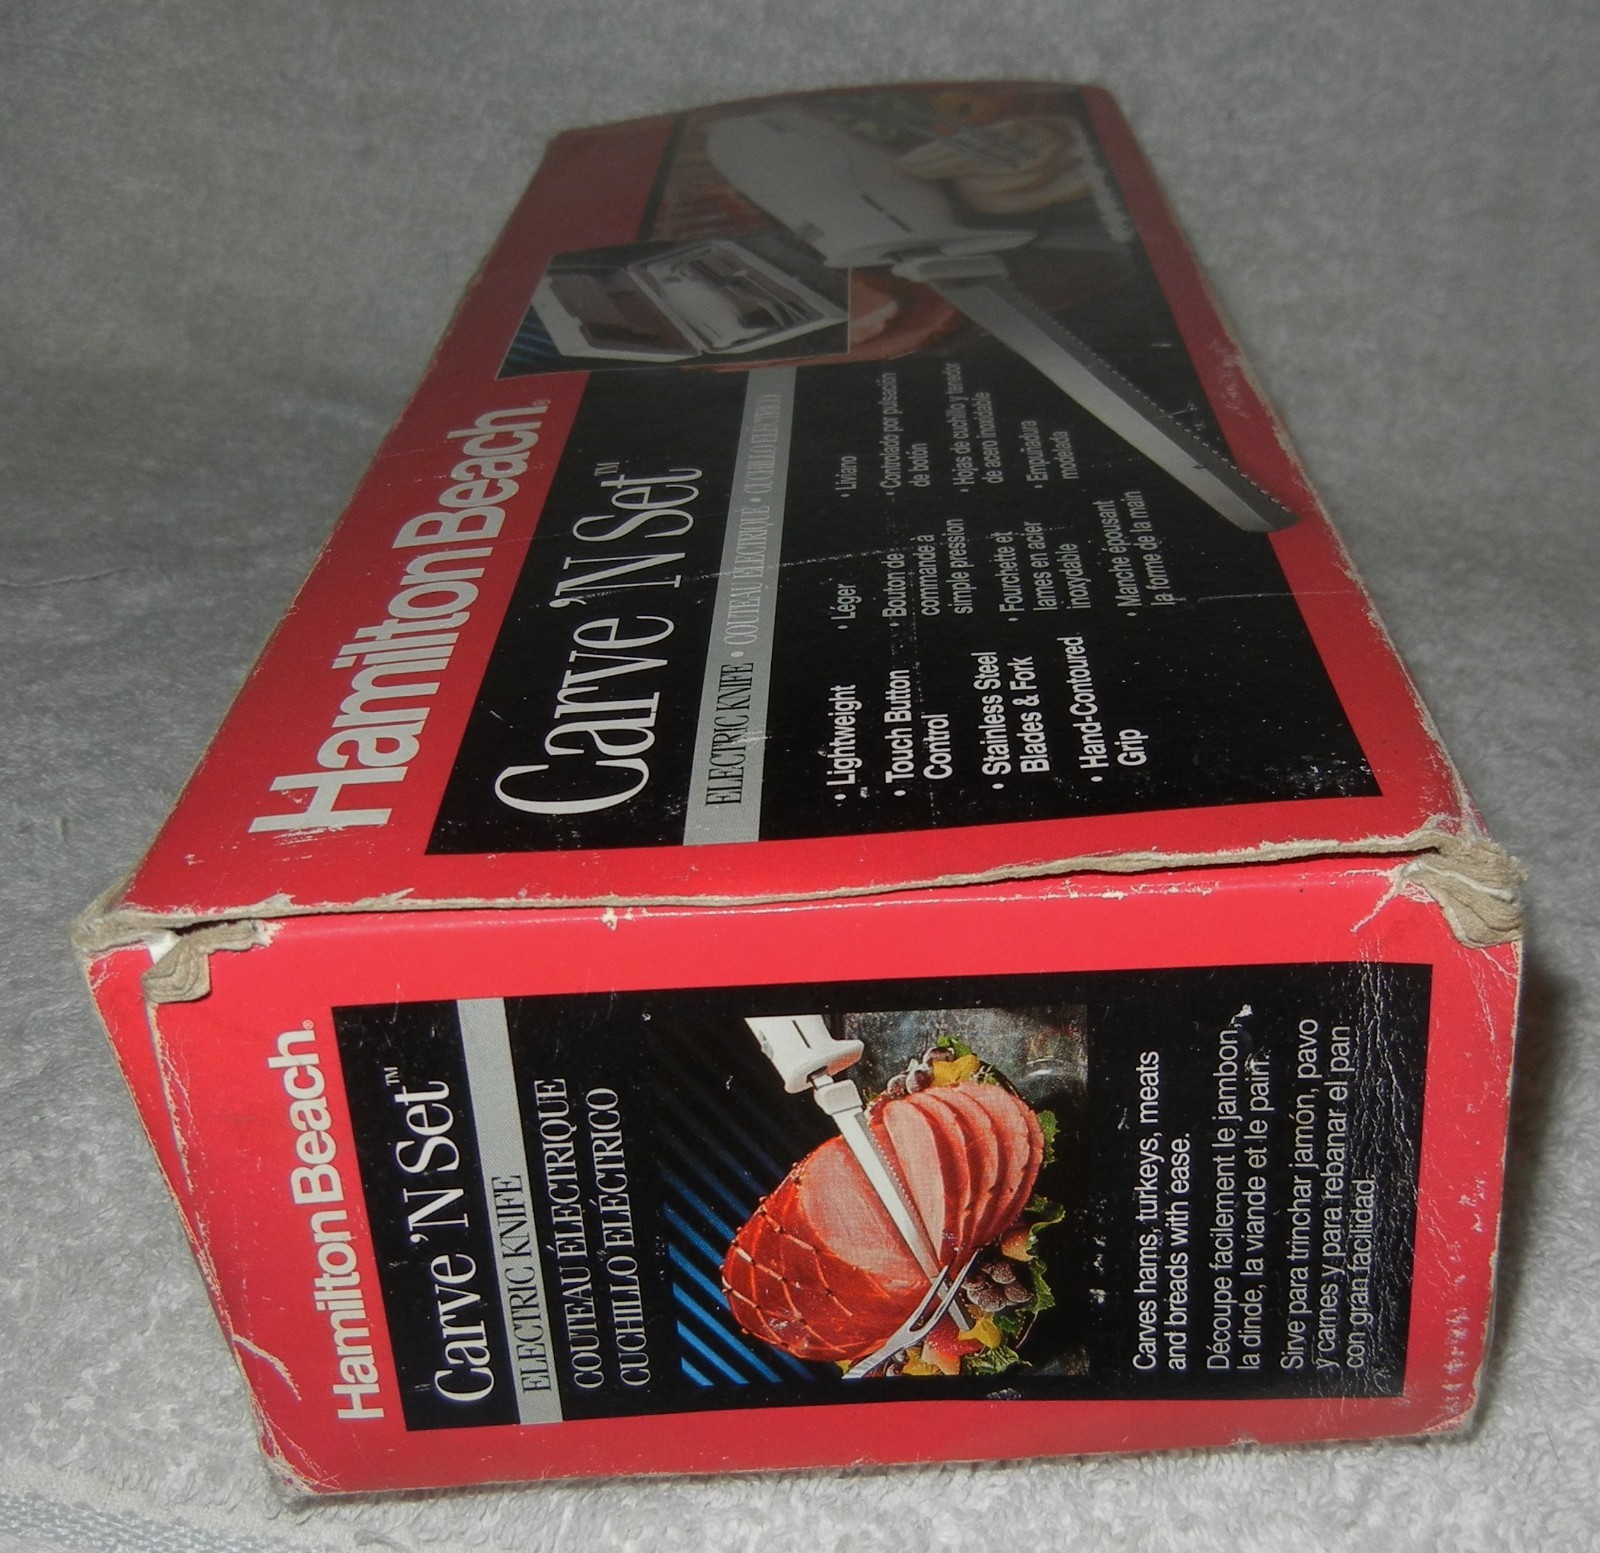 Hamilton Beach®
Carve 'N Set™
ELECTRIC KNIFE • COUTEAU ÉLECTRIQUE • CUCHILLO ELÉCTRICO
• Lightweight
• Touch Button
Control
• Stainless Steel
Blades & Fork
• Hand-Contoured
Grip
• Léger
• Bouton de
commande à
simple pression
• Fourchette et
lames en acier
inoxydable
• Manche épousant
la forme de la main
• Liviano
• Controlado por pulsación
de botón
• Hojas de cuchillo y tenedor
de acero inoxidable
• Empuñadura
modelada
Hamilton Beach®
Carve 'N Set™
ELECTRIC KNIFE
COUTEAU ÉLECTRIQUE
CUCHILLO ELÉCTRICO
Carves hams, turkeys, meats
and breads with ease.
Découpe facilement le jambon,
la dinde, la viande et le pain.
Sirve para trinchar jamón, pavo
y carnes y para rebanar el pan
con gran facilidad.